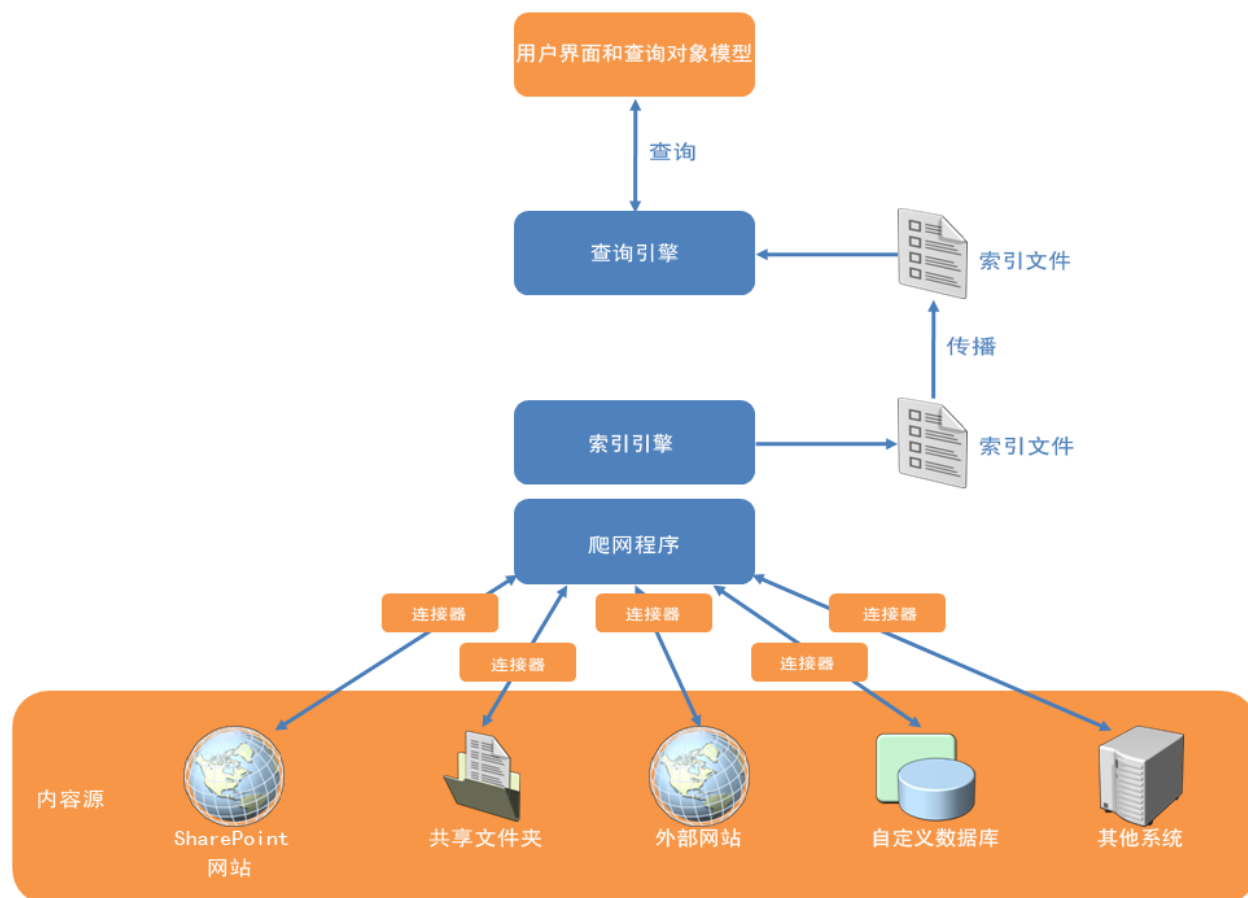 用户界面和查询对象模型
查询
查询引擎
索引文件
传播
索引引擎
索引文件
爬网程序
连接器
连接器
连接器
连接器
连接器
内容源
SharePoint
网站
共享文件夹
外部网站
自定义数据库
其他系统